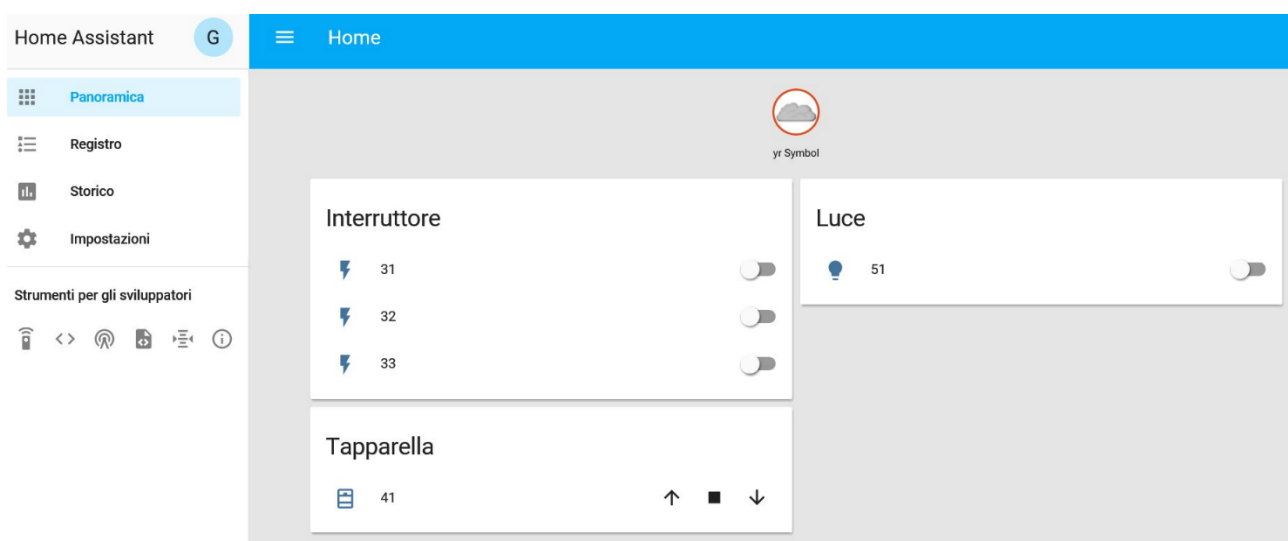 Home Assistant
G
Panoramica
Registro
Storico
Impostazioni
Strumenti per gli sviluppatori
Home
yr Symbol
Interruttore
31
32
33
Tapparella
41
Luce
51